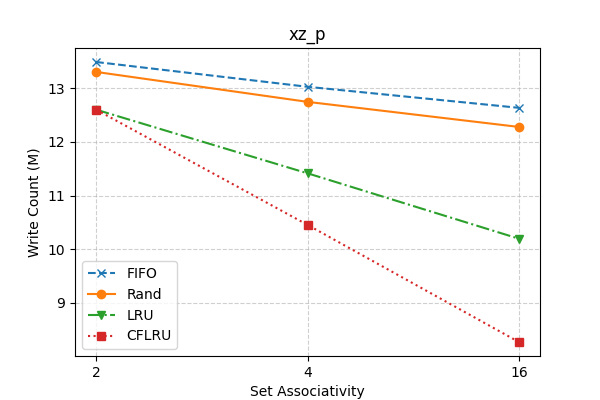 xz_p
Write Count (M)
13
12
11
10
9
FIFO
Rand
LRU
CFLRU
2
4
16
Set Associativity